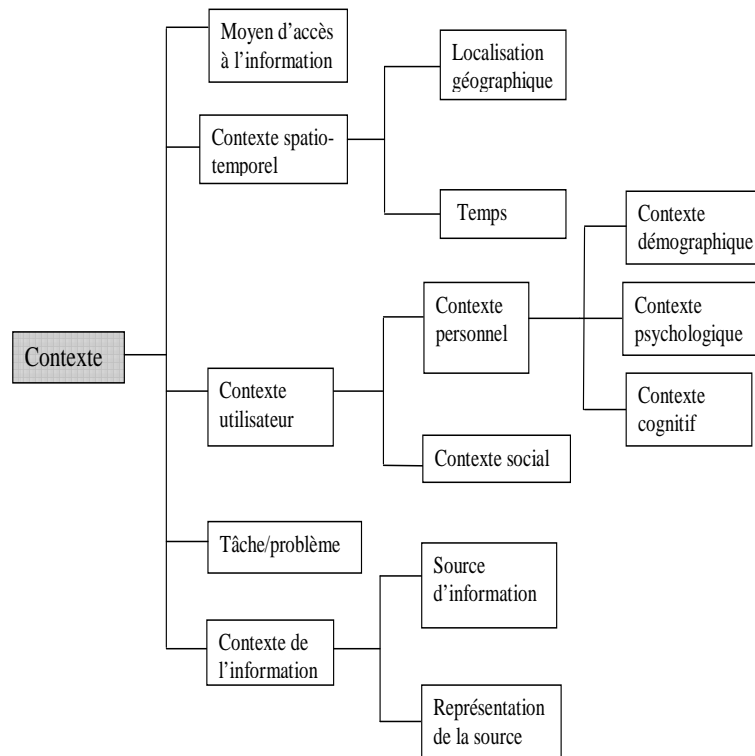 Moyen d'accès
à l'information
Localisation
géographique
Contexte spatio-
temporel
Temps
Contexte
démographique
Contexte
personnel
Contexte
psychologique
Contexte
Contexte
utilisateur
Contexte
cognitif
Contexte social
Tâche/problème
Source
d'information
Contexte de
l'information
Représentation
de la source